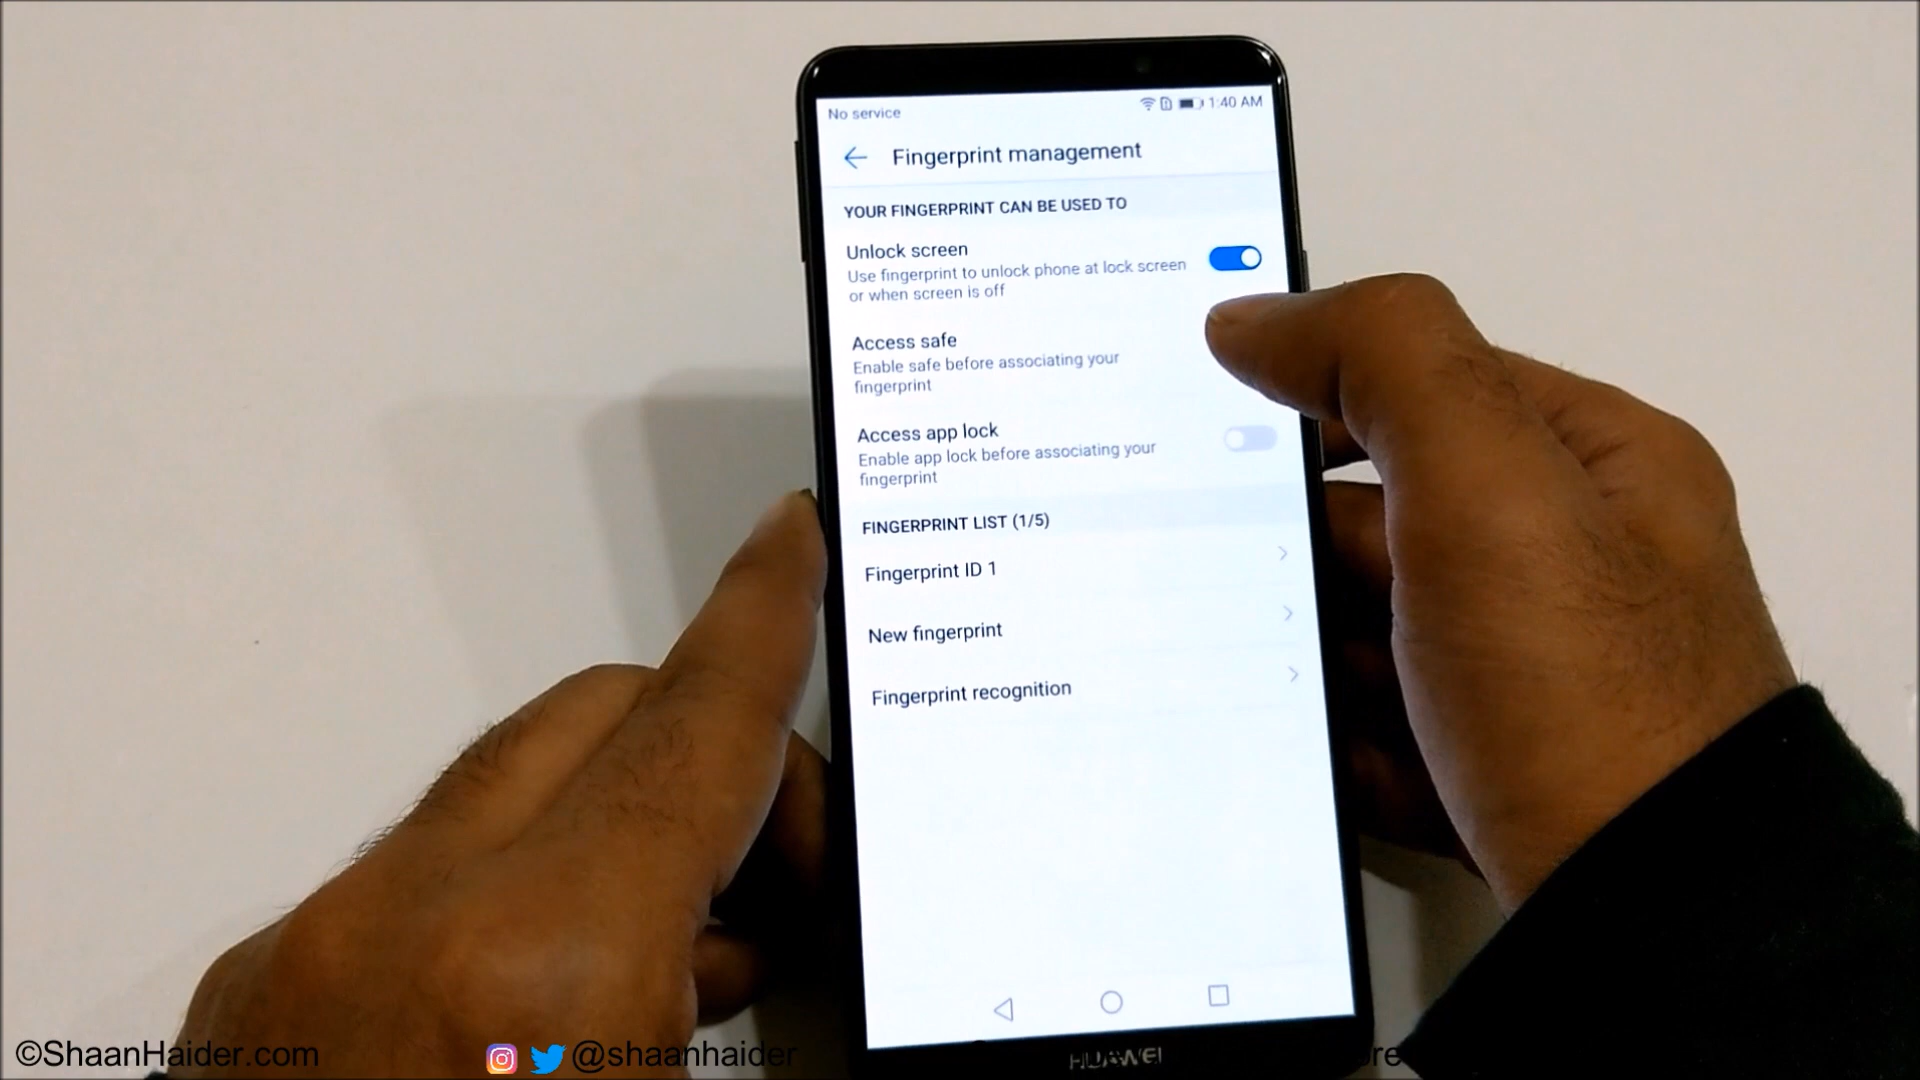 No service
1:40 AM
Fingerprint management
YOUR FINGERPRINT CAN BE USED TO
Unlock screen
Use fingerprint to unlock phone at lock screen
or when screen is off
Access safe
Enable safe before associating your
fingerprint
Access app lock
Enable app lock before associating your
fingerprint
FINGERPRINT LIST (1/5)
Fingerprint ID 1
New fingerprint
Fingerprint recognition
HUAWEI
©ShaanHaider.com
@shaanhaider